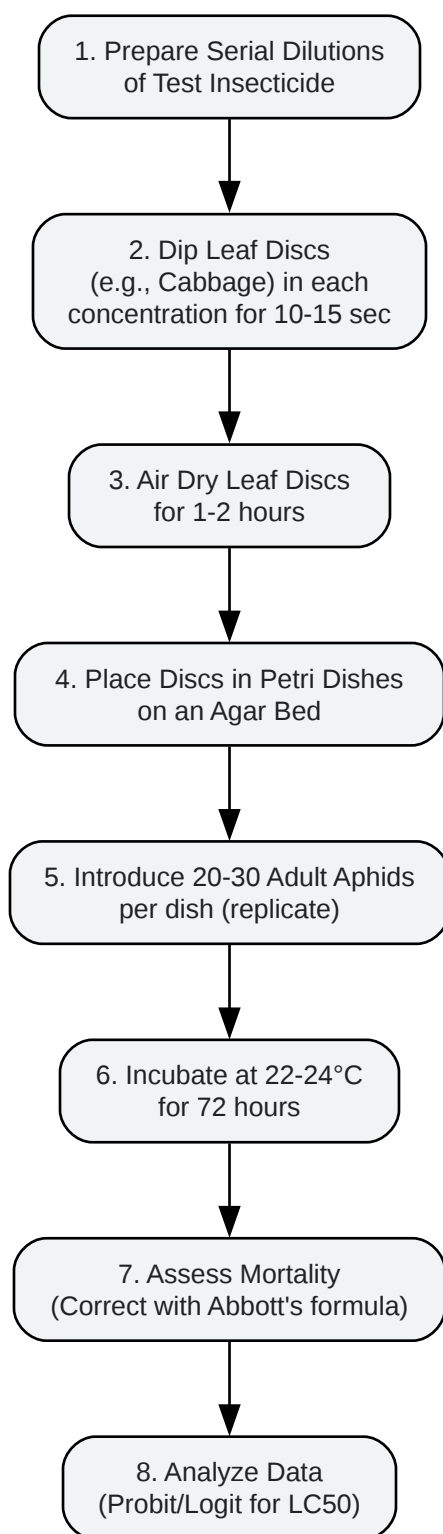 1. Prepare Serial Dilutions
of Test Insecticide
2. Dip Leaf Discs
(e.g., Cabbage) in each
concentration for 10-15 sec
3. Air Dry Leaf Discs
for 1-2 hours
4. Place Discs in Petri Dishes
on an Agar Bed
5. Introduce 20-30 Adult Aphids
per dish (replicate)
6. Incubate at 22-24°C
for 72 hours
7. Assess Mortality
(Correct with Abbott's formula)
8. Analyze Data
(Probit/Logit for LC50)